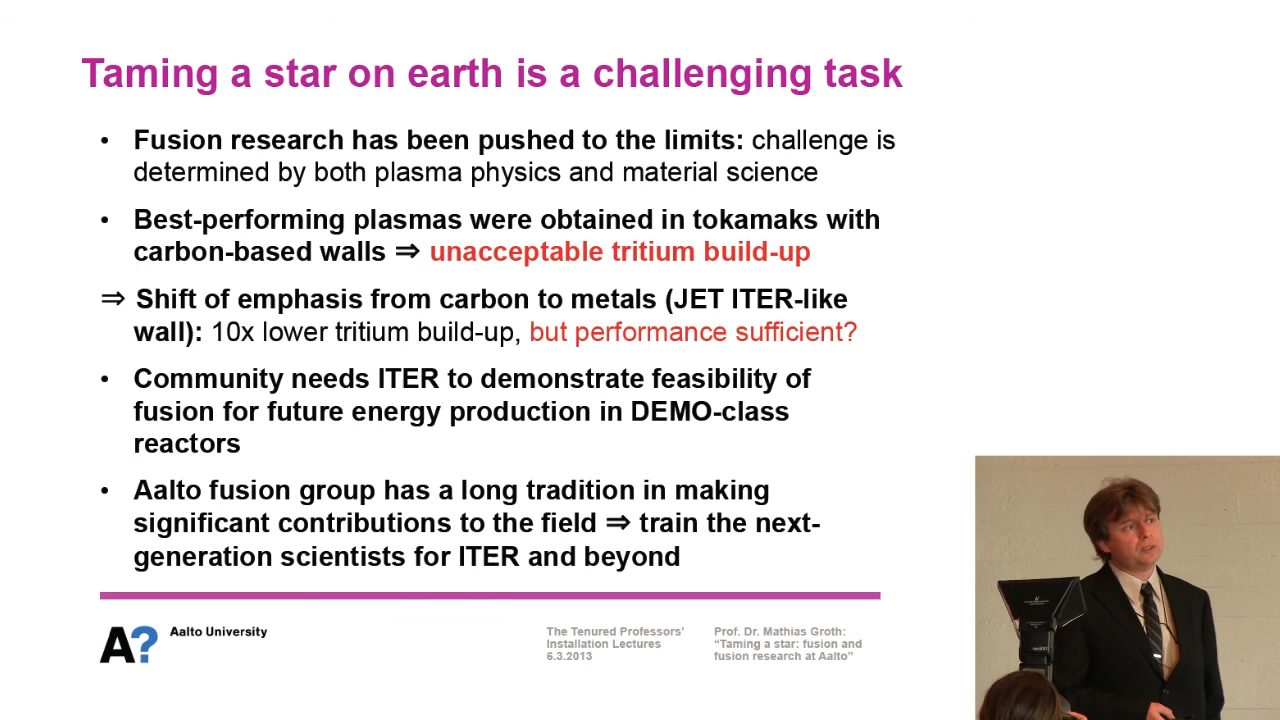 Taming a star on earth is a challenging task
• Fusion research has been pushed to the limits: challenge is
determined by both plasma physics and material science
• Best-performing plasmas were obtained in tokamaks with
carbon-based walls ⇒ unacceptable tritium build-up
⇒ Shift of emphasis from carbon to metals (JET ITER-like
wall): 10x lower tritium build-up, but performance sufficient?
• Community needs ITER to demonstrate feasibility of
fusion for future energy production in DEMO-class
reactors
• Aalto fusion group has a long tradition in making
significant contributions to the field ⇒ train the next-
generation scientists for ITER and beyond
A?
Aalto University
The Tenured Professors'
Installation Lectures
6.3.2013
Prof. Dr. Mathias Groth:
“Taming a star: fusion and
fusion research at Aalto”